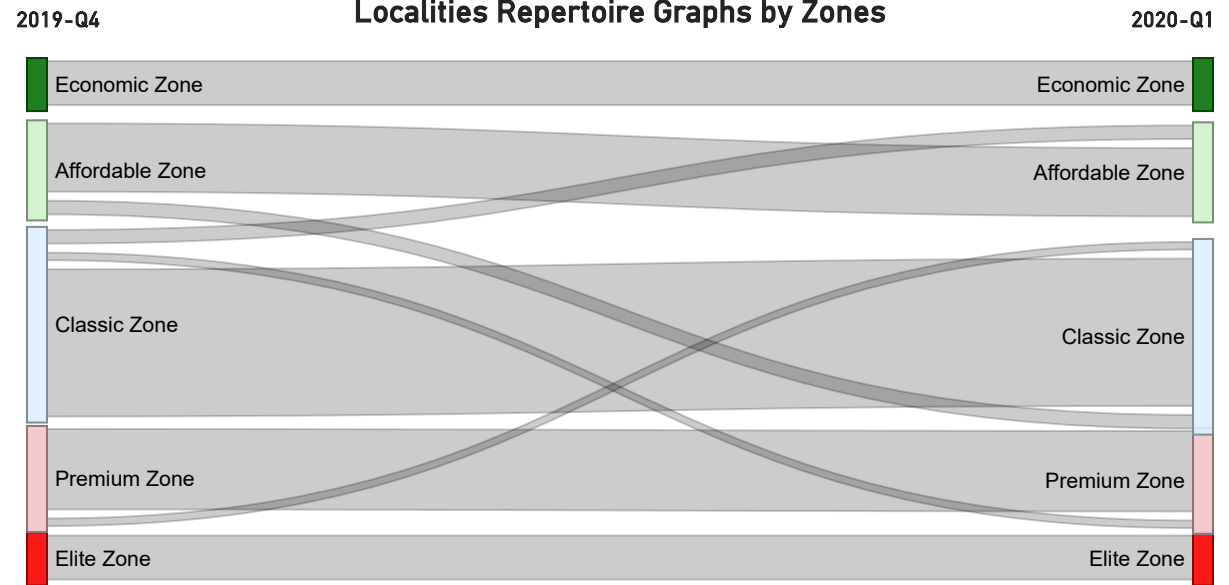 Localities Repertoire Graphs by Zones
2019-Q4
2020-Q1
Economic Zone
Economic Zone
Affordable Zone
Affordable Zone
Classic Zone
Classic Zone
Premium Zone
Premium Zone
Elite Zone
Elite Zone